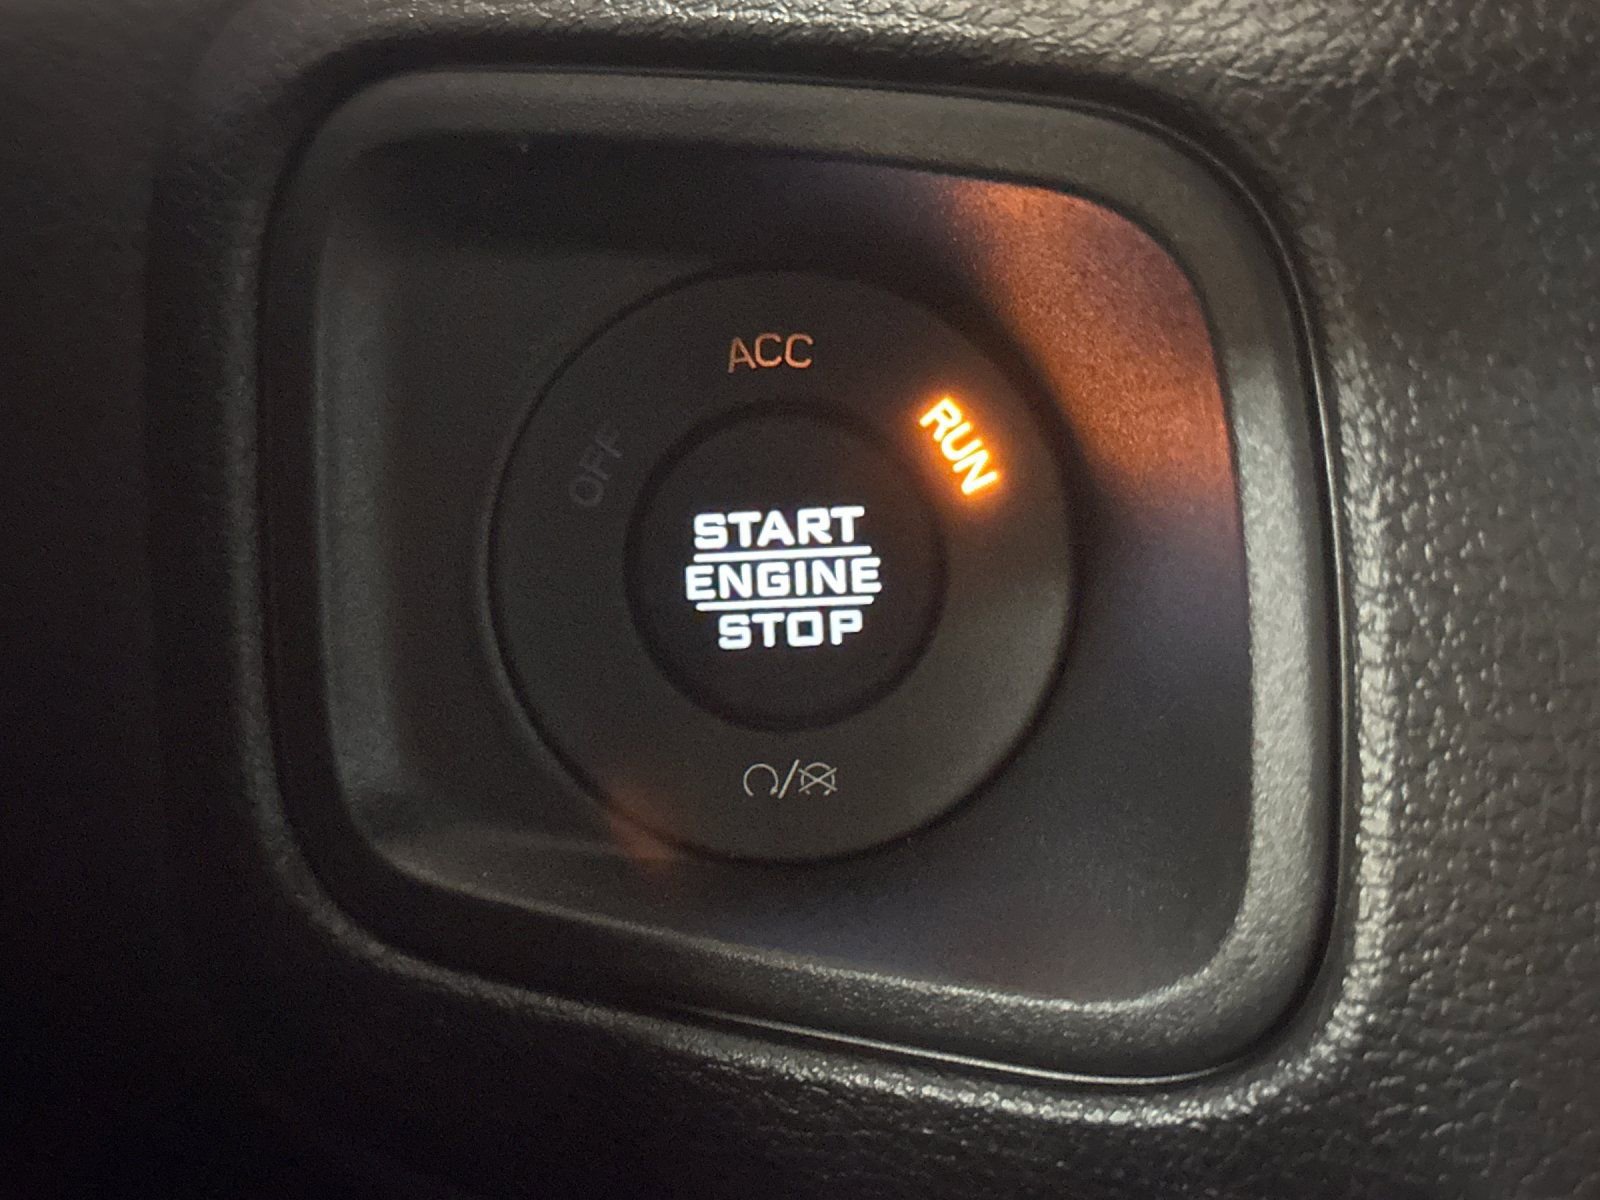 ACC
RUN
OFF
START
ENGINE
STOP